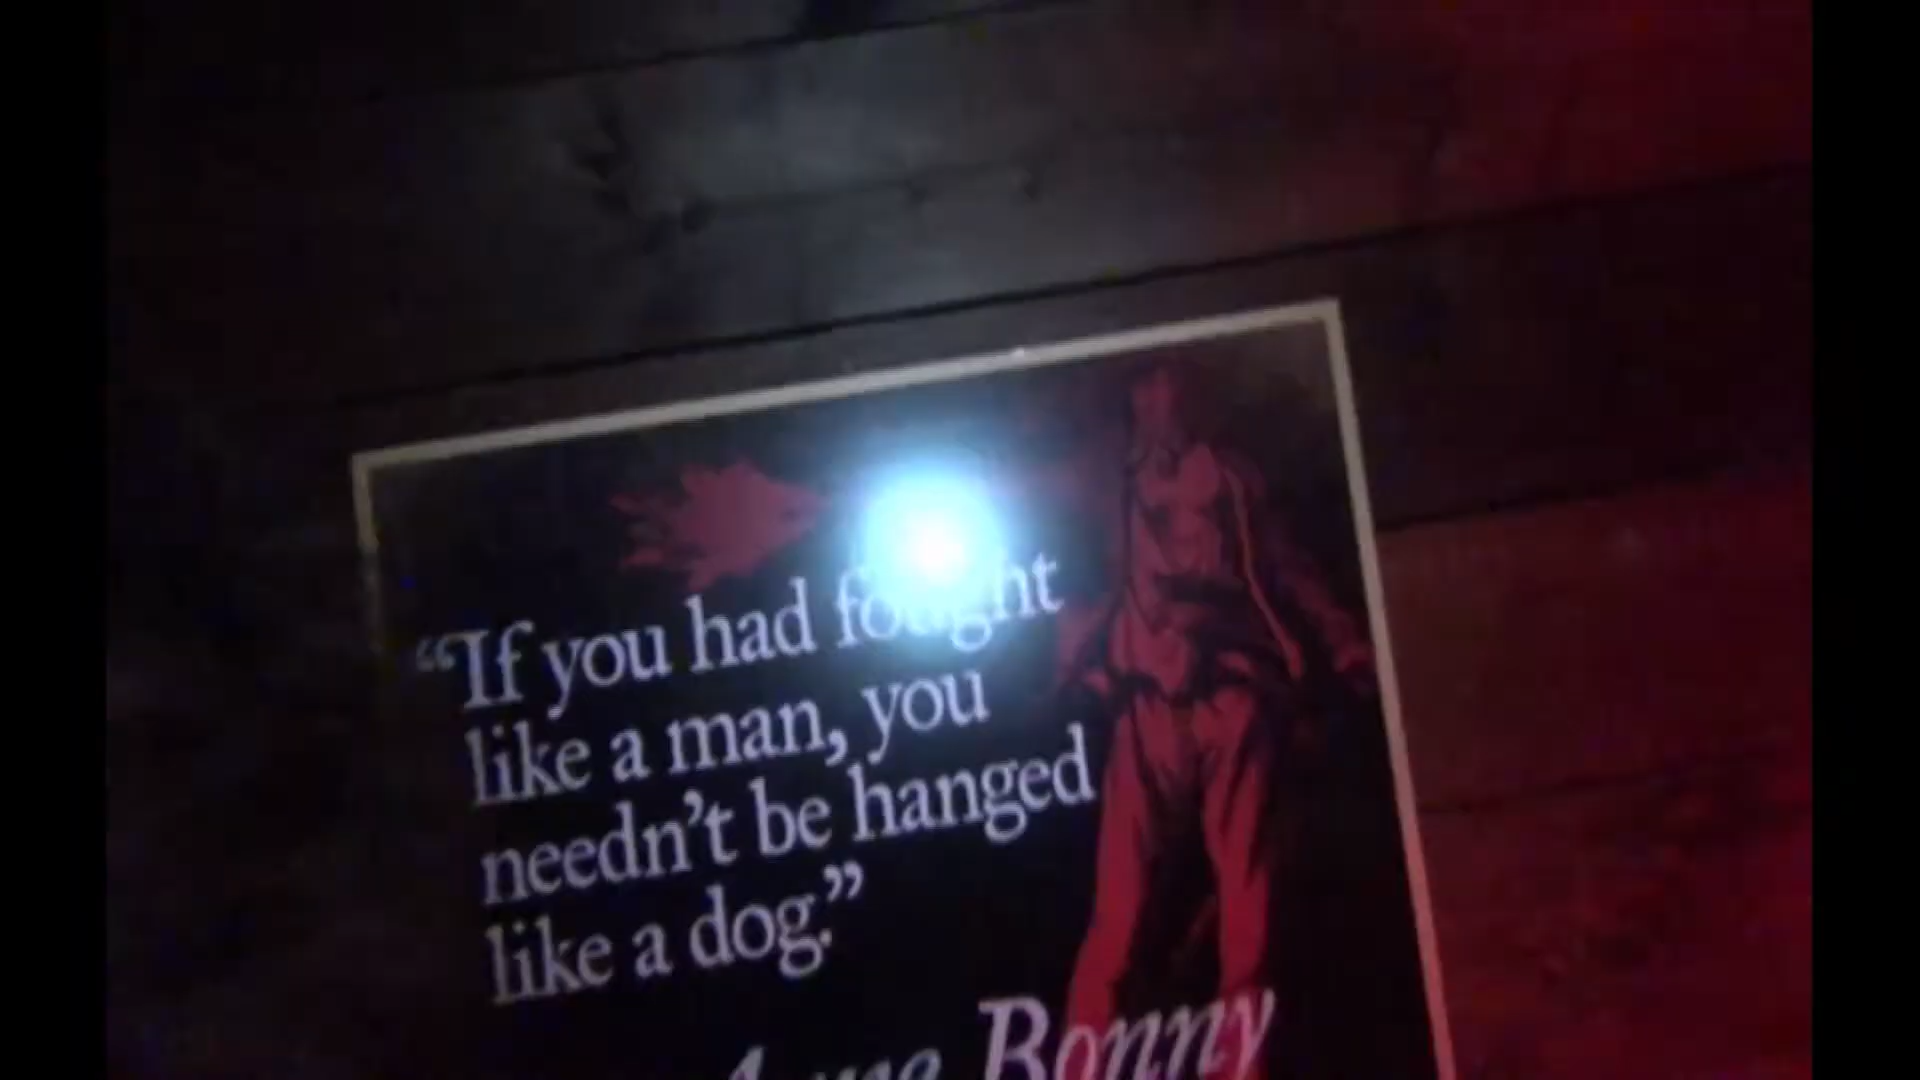 “If you had fought
like a man, you
needn’t be hanged
like a dog.”
Anne Bonny